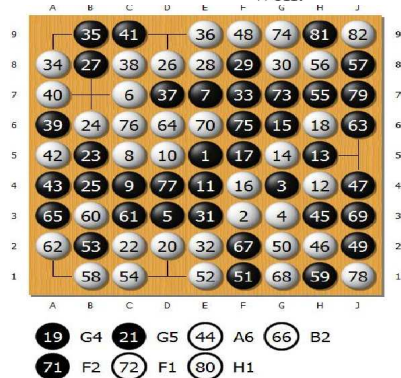 A B C D E F G H J
9 35 41 36 48 74 81 82 9
8 34 27 38 26 28 29 30 56 57 8
7 40 6 37 7 33 73 55 79 7
6 39 24 76 64 70 75 15 18 63 6
5 42 23 8 10 1 17 14 13 5
4 43 25 9 77 11 16 3 12 47 4
3 65 60 61 5 31 2 4 45 69 3
2 62 53 22 20 32 67 50 46 49 2
1 58 54 52 51 68 59 78 1
A B C D E F G H J
19 G4 21 G5 44 A6 66 B2
71 F2 72 F1 80 H1